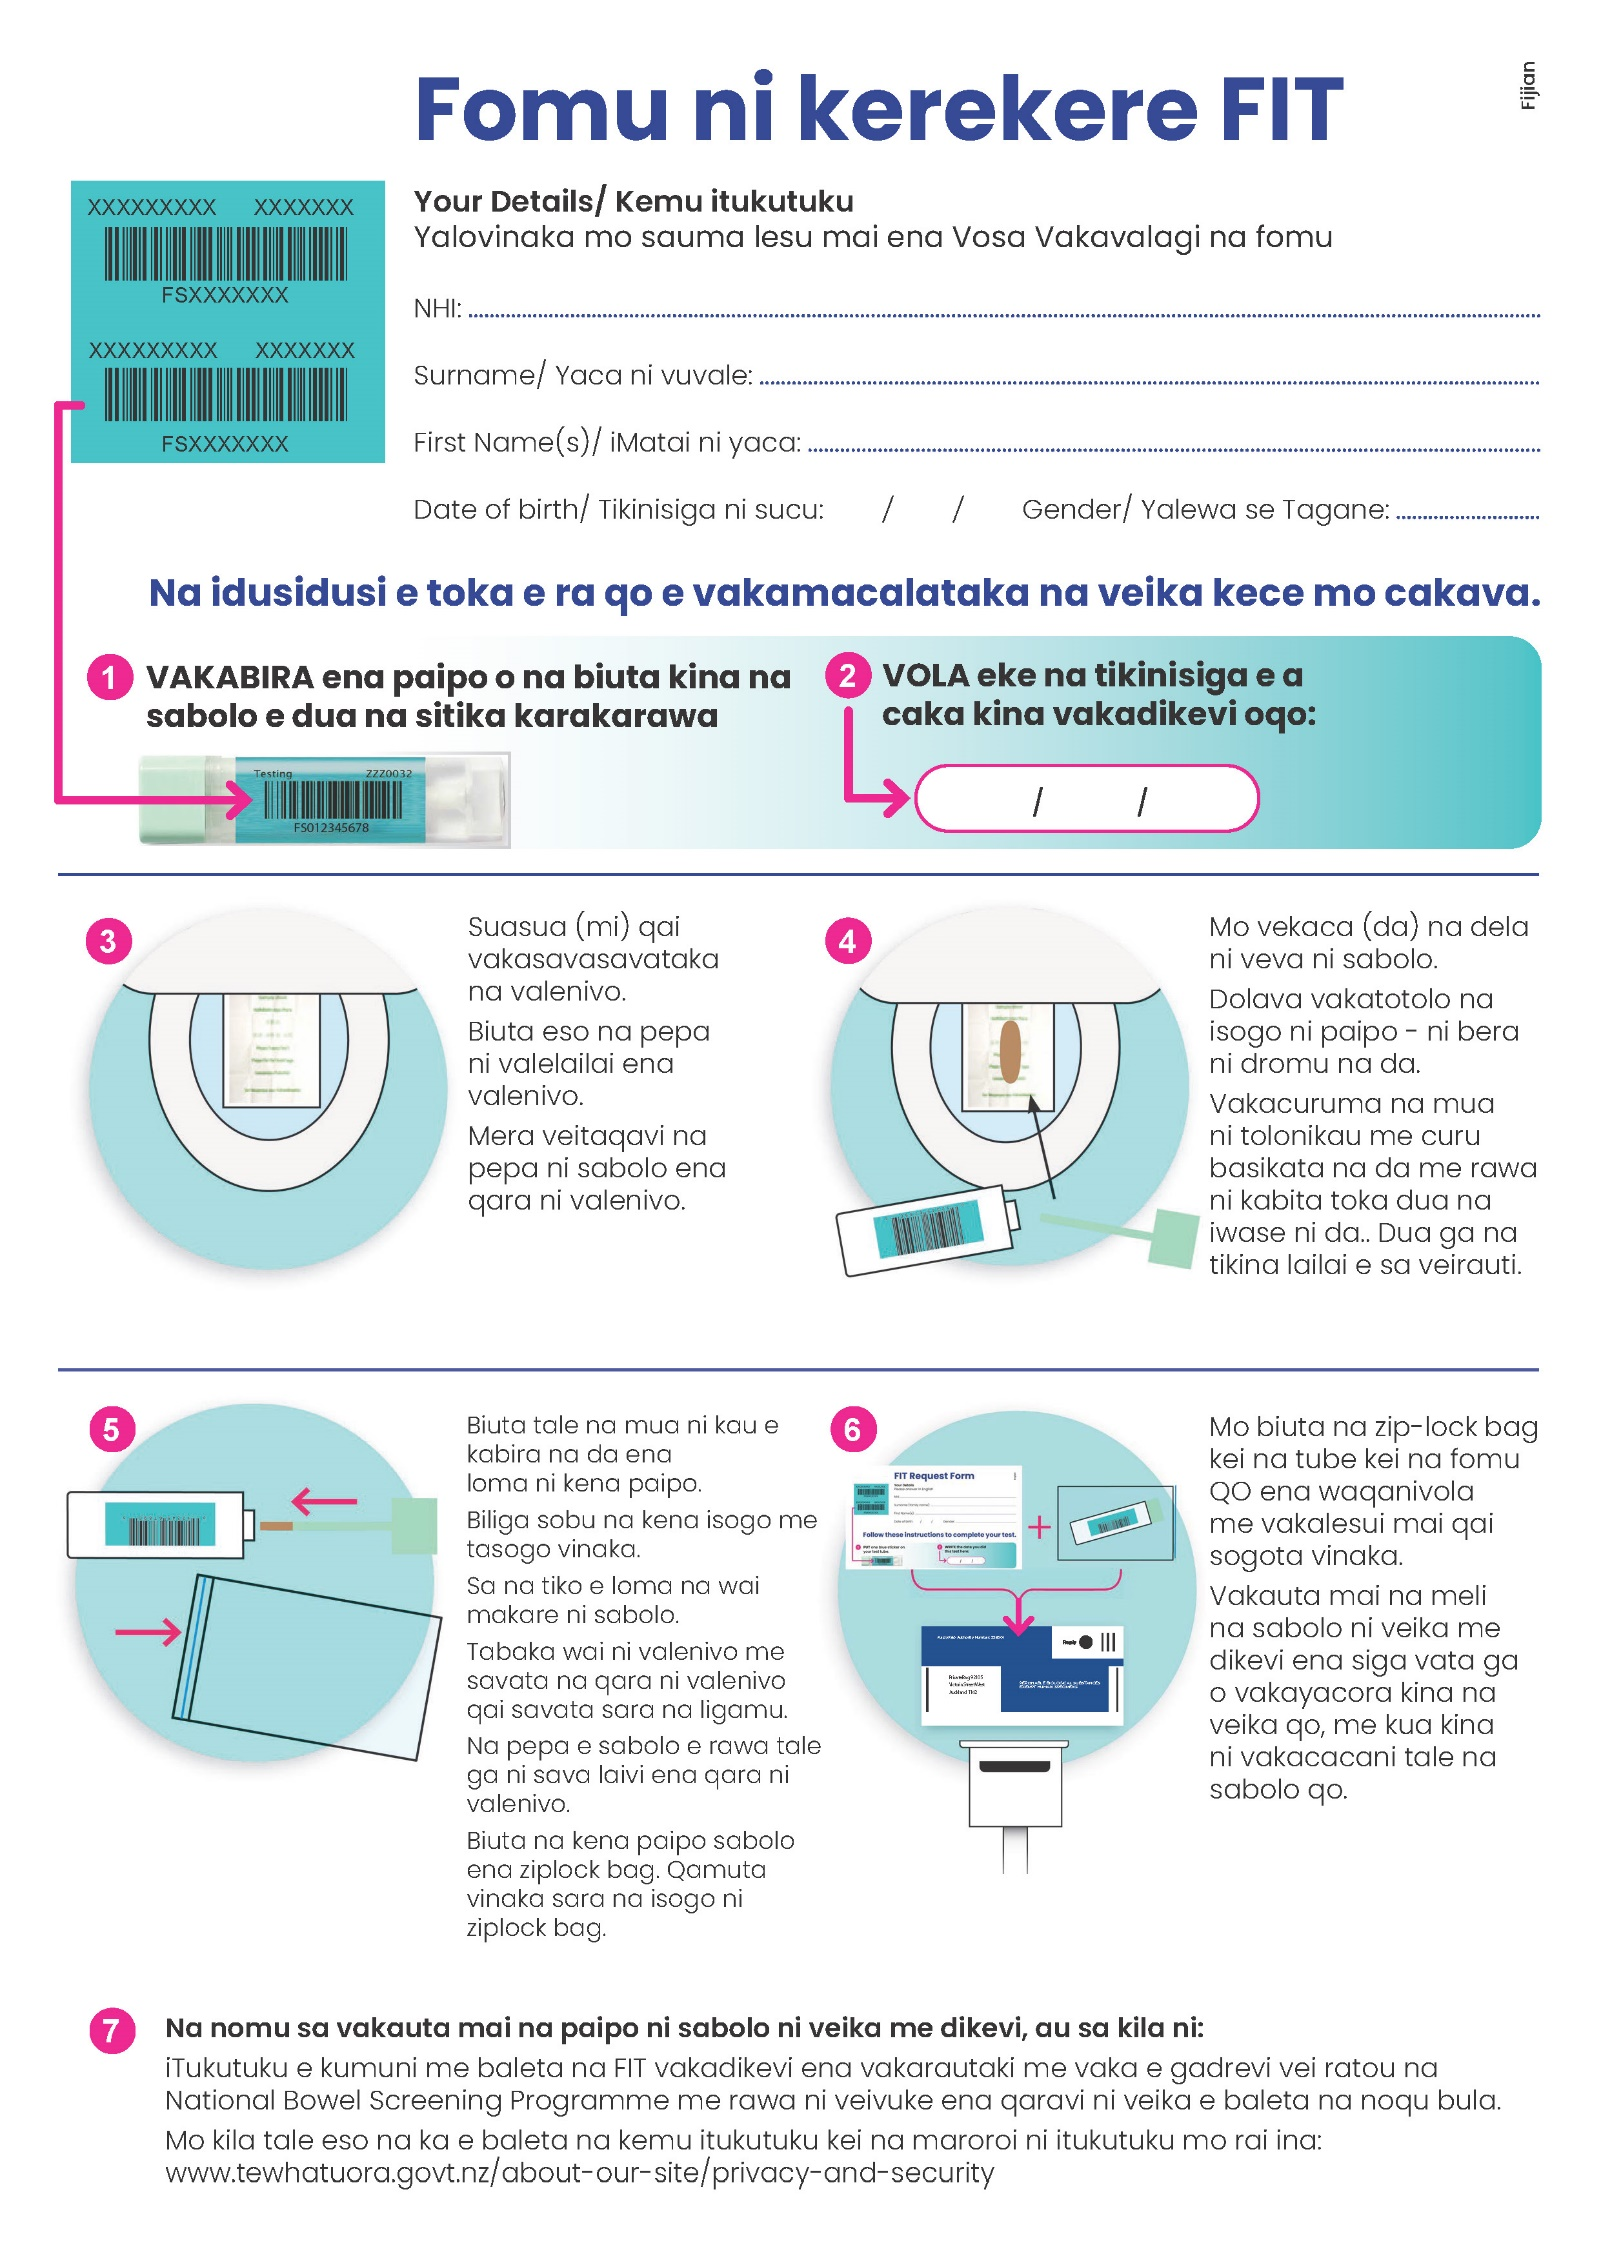 Fijian
Fomu ni kerekere FIT
XXXXXXXXX XXXXXXX
FSXXXXXXX
XXXXXXXXX XXXXXXX
FSXXXXXXX
Your Details/ Kemu itukutuku
Yalovinaka mo sauma lesu mai ena Vosa Vakavalagi na fomu
NHI:
Surname/ Yaca ni vuvale:
First Name(s)/ iMatai ni yaca:
Date of birth/ Tikinisiga ni sucu: / / Gender/ Yalewa se Tagane:
Na idusidusi e toka e ra qo e vakamacalataka na veika kece mo cakava.
1 VAKABIRA ena paipo o na biuta kina na
sabolo e dua na sitika karakarawa
Testing ZZZ0032
FS012345678
2 VOLA eke na tikinisiga e a
caka kina vakadikevi oqo:
/ /
3
Suasua (mi) qai
vakasavasavataka
na valenivo.
Biuta eso na pepa
ni valelailai ena
valenivo.
Mera veitaqavi na
pepa ni sabolo ena
qara ni valenivo.
4
Mo vekaca (da) na dela
ni veva ni sabolo.
Dolava vakatotolo na
isogo ni paipo - ni bera
ni dromu na da.
Vakacuruma na mua
ni tolonikau me curu
basikata na da me rawa
ni kabita toka dua na
iwase ni da.. Dua ga na
tikina lailai e sa veirauti.
5
Biuta tale na mua ni kau e
kabira na da ena
loma ni kena paipo.
Biliga sobu na kena isogo me
tasogo vinaka.
Sa na tiko e loma na wai
makare ni sabolo.
Tabaka wai ni valenivo me
savata na qara ni valenivo
qai savata sara na ligamu.
Na pepa e sabolo e rawa tale
ga ni sava laivi ena qara ni
valenivo.
Biuta na kena paipo sabolo
ena ziplock bag. Qamuta
vinaka sara na isogo ni
ziplock bag.
6
FIT Request Form
Follow these instructions to complete your test.
Mo biuta na zip-lock bag
kei na tube kei na fomu
QO ena waqanivola
me vakalesui mai qai
sogota vinaka.
Vakauta mai na meli
na sabolo ni veika me
dikevi ena siga vata ga
o vakayacora kina na
veika qo, me kua kina
ni vakacacani tale na
sabolo qo.
7 Na nomu sa vakauta mai na paipo ni sabolo ni veika me dikevi, au sa kila ni:
iTukutuku e kumuni me baleta na FIT vakadikevi ena vakarautaki me vaka e gadrevi vei ratou na
National Bowel Screening Programme me rawa ni veivuke ena qaravi ni veika e baleta na noqu bula.
Mo kila tale eso na ka e baleta na kemu itukutuku kei na maroroi ni itukutuku mo rai ina:
www.tewhatuora.govt.nz/about-our-site/privacy-and-security